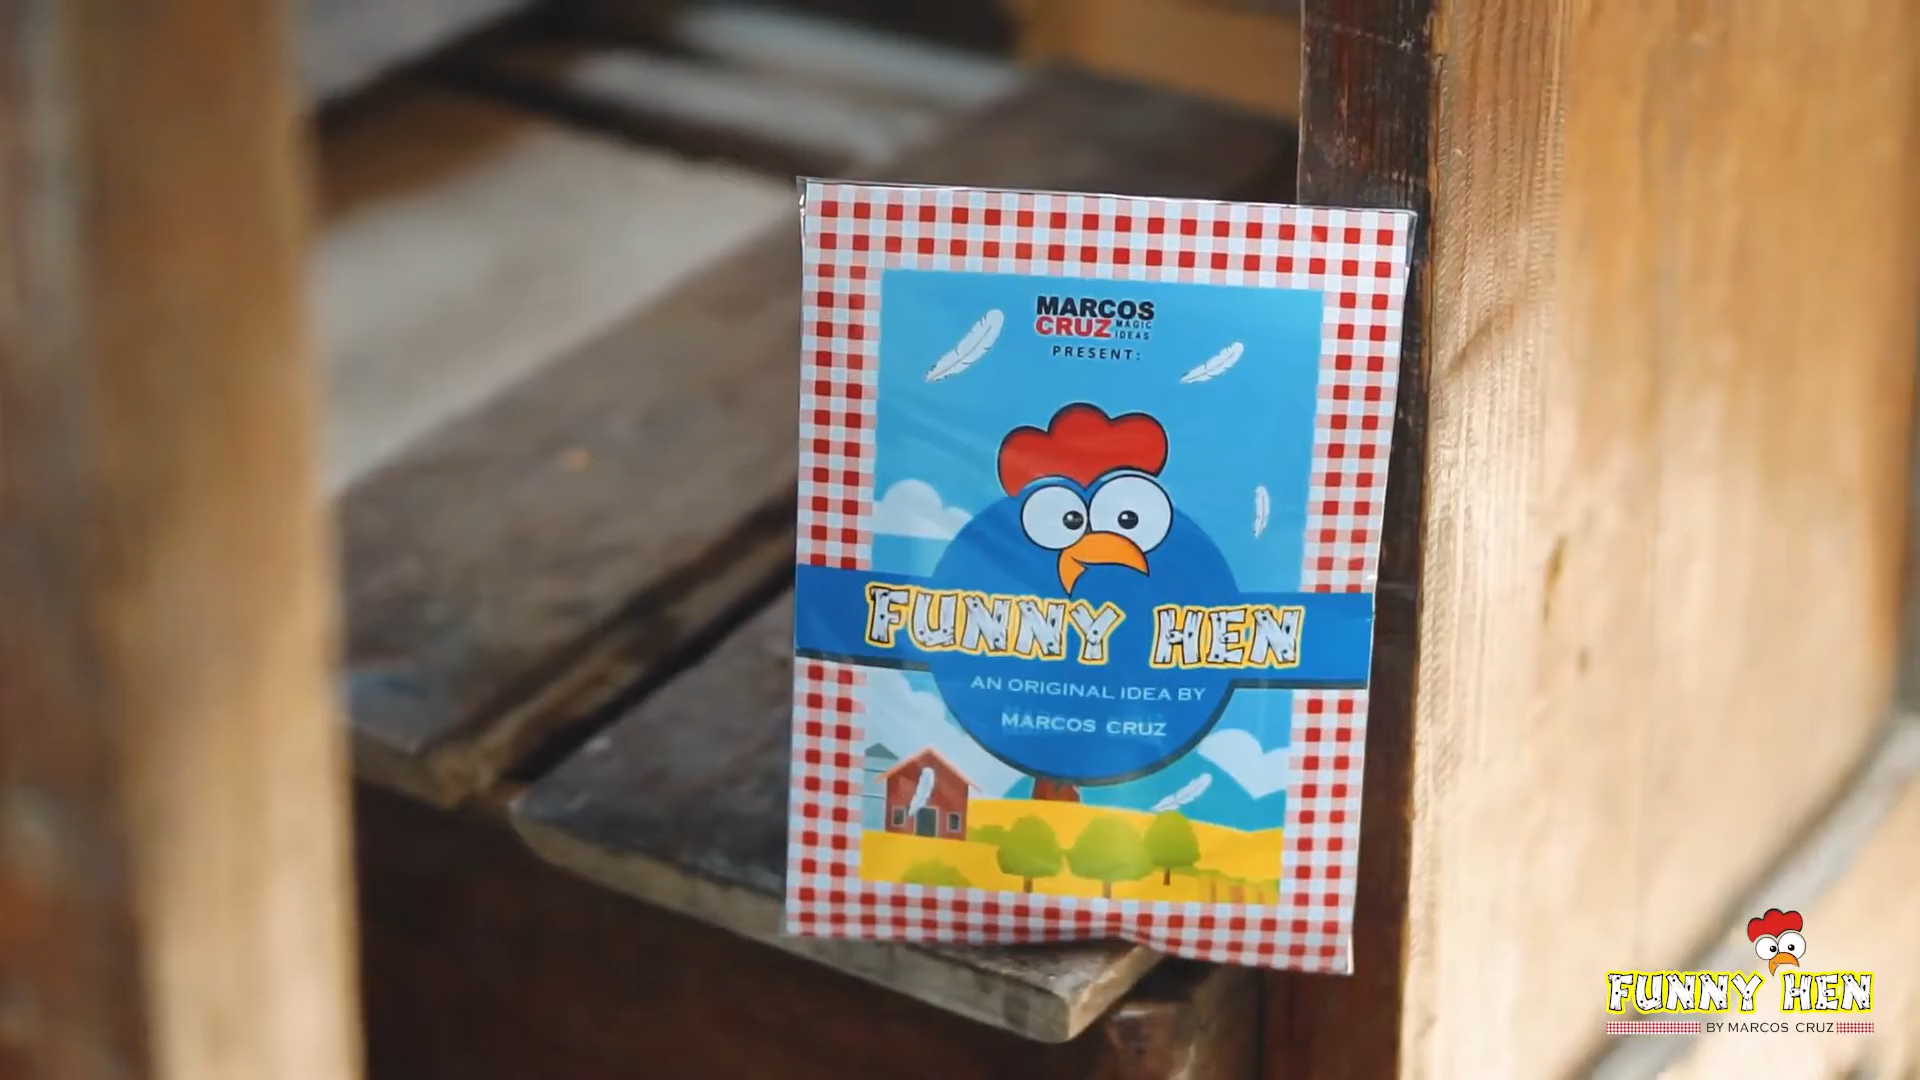 MARCOS
CRUZ MAGIC
IDEAS
PRESENT:
FUNNY HEN
AN ORIGINAL IDEA BY
MARCOS CRUZ
FUNNY HEN
BY MARCOS CRUZ